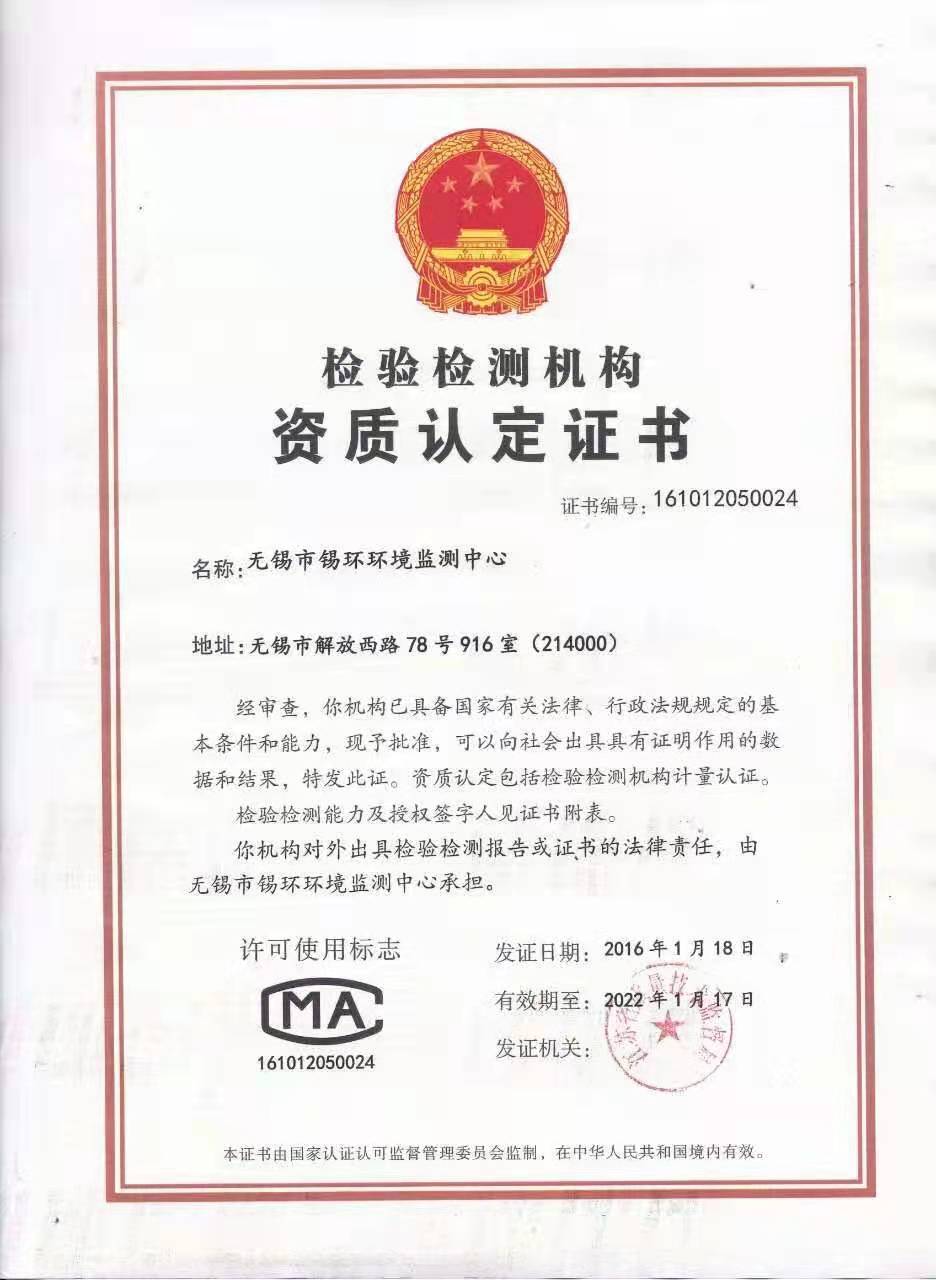 检验检测机构
资质认定证书
证书编号：161012050024
名称：无锡市锡环环境监测中心
地址：无锡市解放西路78号916室（214000）
经审查，你机构已具备国家有关法律、行政法规规定的基
本条件和能力，现予批准，可以向社会出具具有证明作用的数
据和结果，特发此证。资质认定包括检验检测机构计量认证。
检验检测能力及授权签字人见证书附表。
你机构对外出具检验检测报告或证书的法律责任，由
无锡市锡环环境监测中心承担。
许可使用标志
MA
161012050024
发证日期：2016年1月18日
有效期至：2022年1月17日
发证机关：
本证书由国家认证认可监督管理委员会监制，在中华人民共和国境内有效。